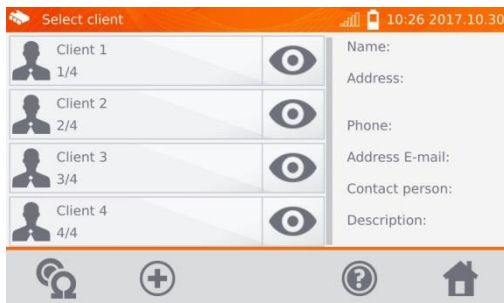 Select client
10:26 2017.10.30
Client 1
1/4
Client 2
2/4
Client 3
3/4
Client 4
4/4
Name:
Address:
Phone:
Address E-mail:
Contact person:
Description: